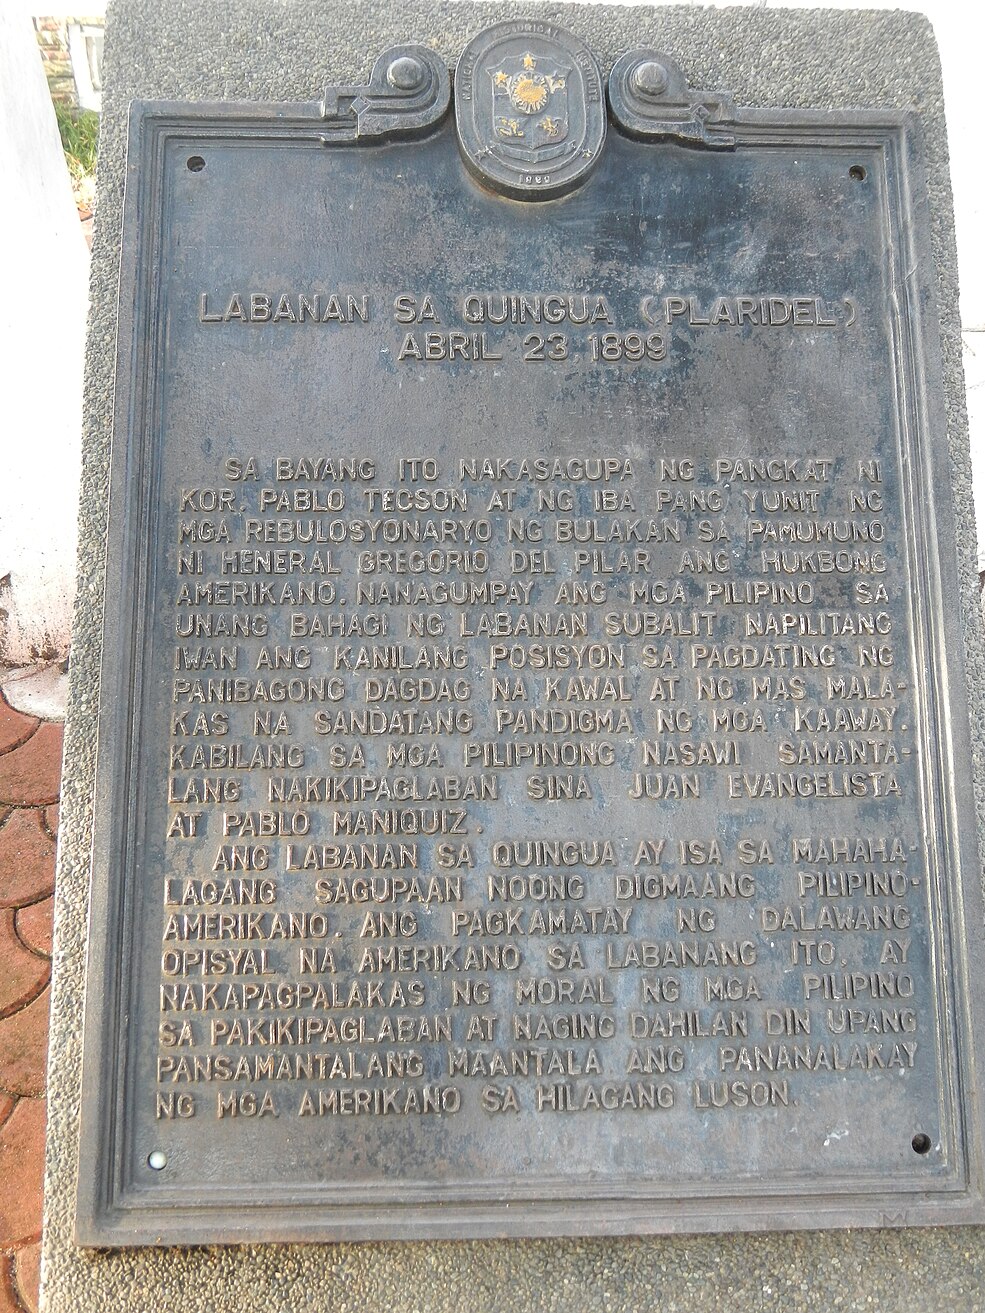 NATIONAL HISTORICAL INSTITUTE
LABANAN SA QUINGUA (PLARIDEL)
ABRIL 23, 1899
SA BAYANG ITO NAKASAGUPA NG PANGKAT NI
KOR. PABLO TECSON AT NG IBA PANG YUNIT NG
MGA REBULOSYONARYO NG BULAKAN SA PAMUMUNO
NI HENERAL GREGORIO DEL PILAR ANG HUKBONG
AMERIKANO. NANAGUMPAY ANG MGA PILIPINO SA
UNANG BAHAGI NG LABANAN SUBALIT NAPILITANG
IWAN ANG KANILANG POSISYON SA PAGDATING NG
PANIBAGONG DAGDAG NA KAWAL AT NG MAS MALA-
KAS NA SANDATANG PANDIGMA NG MGA KAAWAY.
KABILANG SA MGA PILIPINONG NASAWI SAMANTA-
LANG NAKIKIPAGLABAN SINA JUAN EVANGELISTA
AT PABLO MANIQUIZ.
ANG LABANAN SA QUINGUA AY ISA SA MAHAHA-
LAGANG SAGUPAAN NOONG DIGMAANG PILIPINO-
AMERIKANO. ANG PAGKAMATAY NG DALAWANG
OPISYAL NA AMERIKANO SA LABANANG ITO, AY
NAKAPAGPALAKAS NG MORAL NG MGA PILIPINO
SA PAKIKIPAGLABAN AT NAGING DAHILAN DIN UPANG
PANSAMANTALANG MAANTALA ANG PANANALAKAY
NG MGA AMERIKANO SA HILAGANG LUSON.